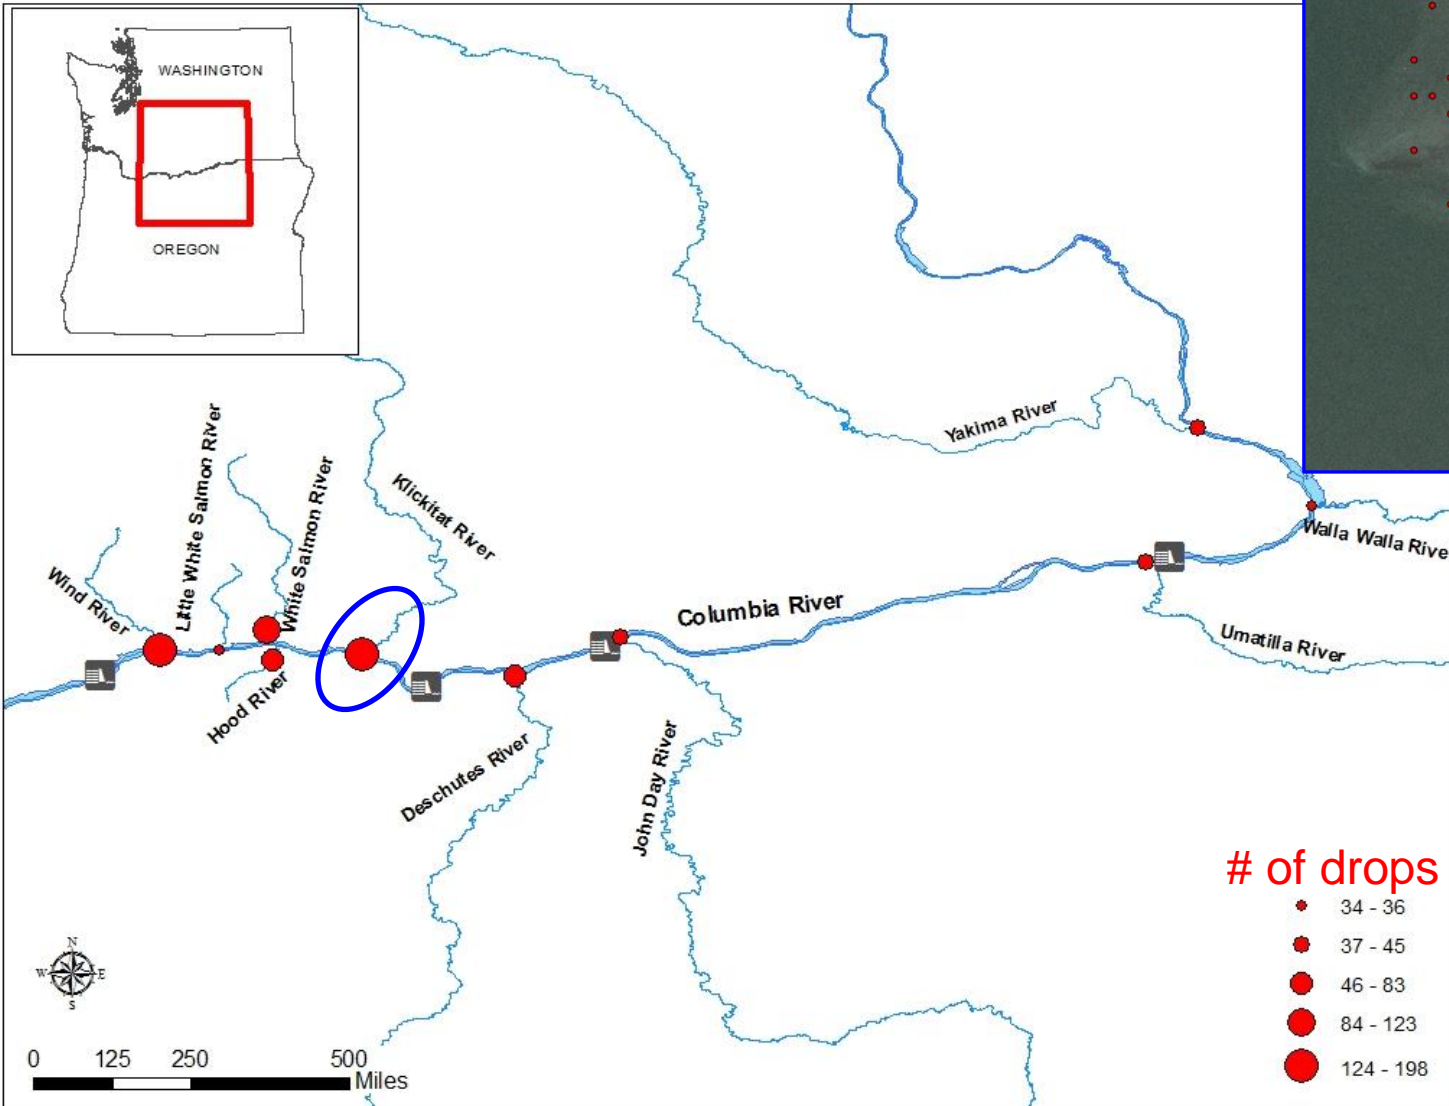 WASHINGTON
OREGON
Yakima River
Little White Salmon River
White Salmon River
Klickitat River
Wind River
Walla Walla Rive
Columbia River
Umatilla River
Hood River
Deschutes River
John Day River
# of drops
34 - 36
37 - 45
46 - 83
84 - 123
124 - 198
N
W E
S
0 125 250 500
Miles